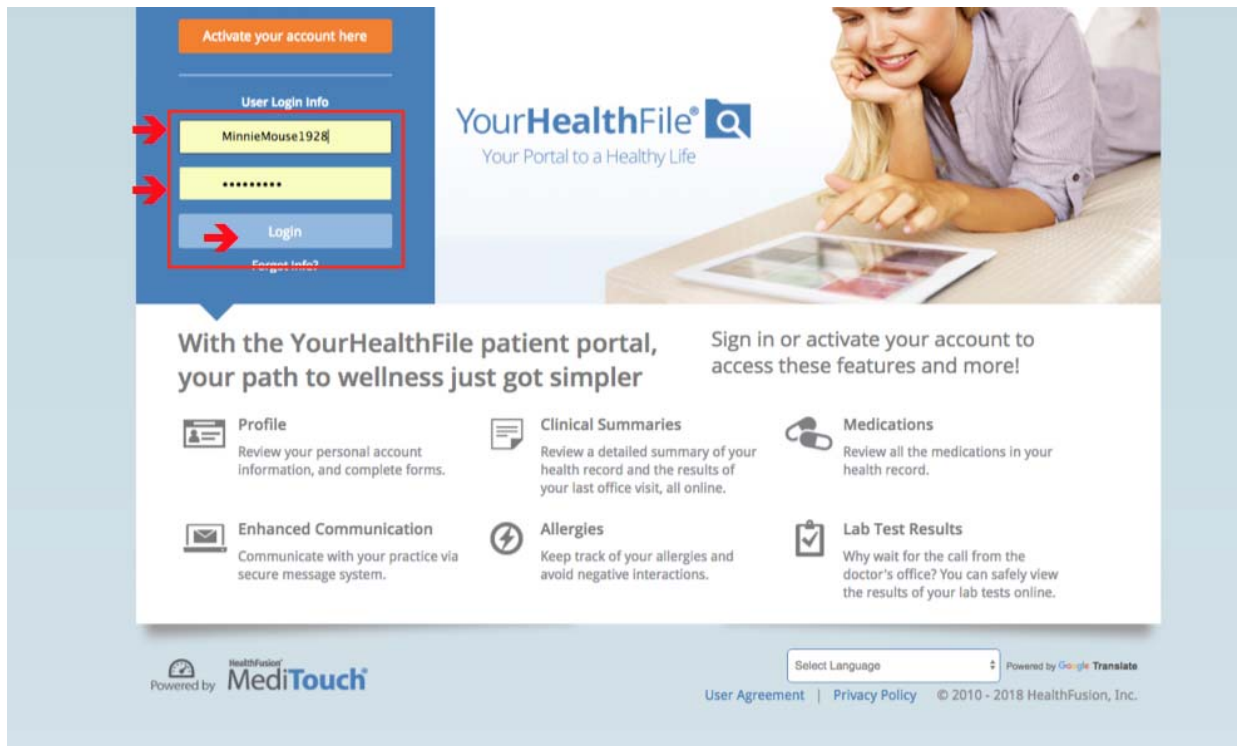 Activate your account here
User Login Info
MinnieMouse1928
•••••••••
Login
Forgot Info?
YourHealthFile®
Your Portal to a Healthy Life
With the YourHealthFile patient portal,
your path to wellness just got simpler
Sign in or activate your account to
access these features and more!
Profile
Review your personal account
information, and complete forms.
Clinical Summaries
Review a detailed summary of your
health record and the results of
your last office visit, all online.
Medications
Review all the medications in your
health record.
Enhanced Communication
Communicate with your practice via
secure message system.
Allergies
Keep track of your allergies and
avoid negative interactions.
Lab Test Results
Why wait for the call from the
doctor's office? You can safely view
the results of your lab tests online.
Powered by
HealthFusion®
MediTouch®
Select Language
Powered by Google Translate
User Agreement | Privacy Policy © 2010 - 2018 HealthFusion, Inc.